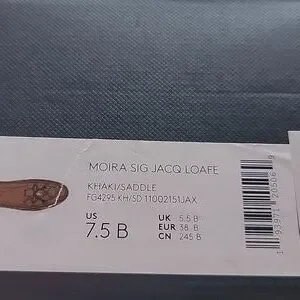 MOIRA SIG JACQ LOAFE
KHAKI/SADDLE
FG4295 KH/SD 11002151JAX
US
7.5 B
UK 5.5 B
EUR 38 B
CN 245 B